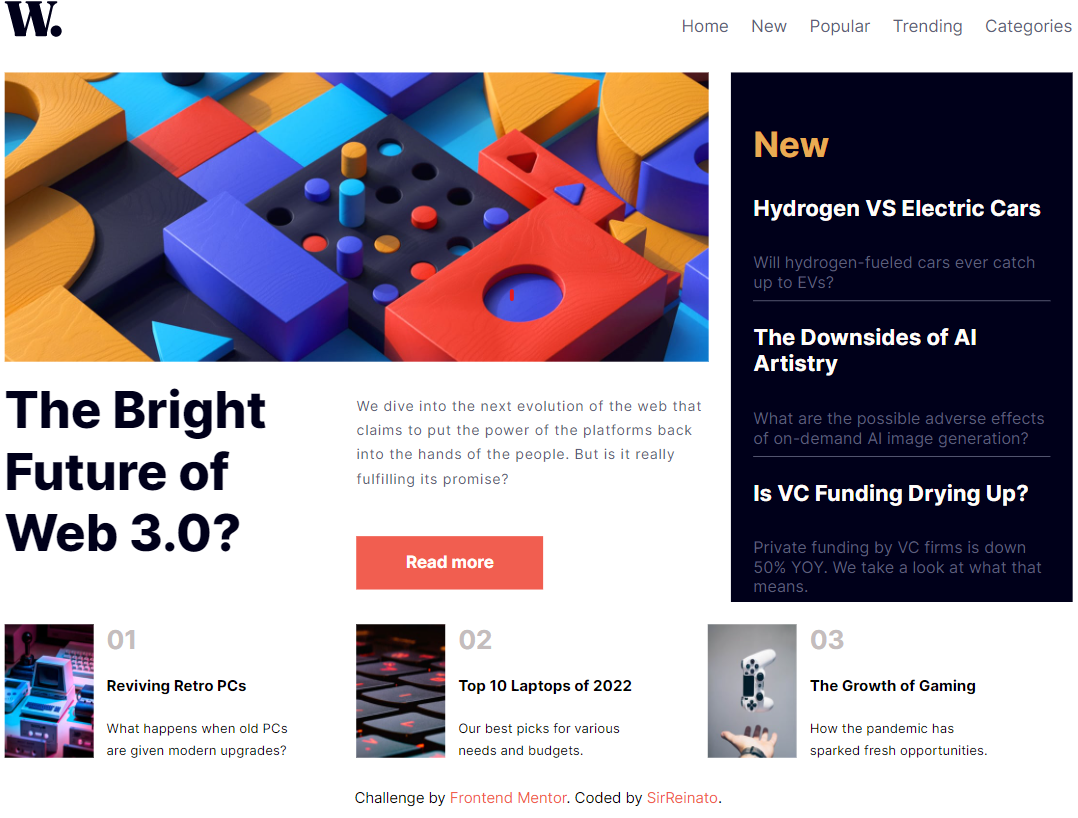 W.
Home New Popular Trending Categories
New
Hydrogen VS Electric Cars
Will hydrogen-fueled cars ever catch
up to EVs?
The Downsides of AI
Artistry
What are the possible adverse effects
of on-demand AI image generation?
Is VC Funding Drying Up?
Private funding by VC firms is down
50% YOY. We take a look at what that
means.
The Bright
Future of
Web 3.0?
We dive into the next evolution of the web that
claims to put the power of the platforms back
into the hands of the people. But is it really
fulfilling its promise?
Read more
01
Reviving Retro PCs
What happens when old PCs
are given modern upgrades?
02
Top 10 Laptops of 2022
Our best picks for various
needs and budgets.
03
The Growth of Gaming
How the pandemic has
sparked fresh opportunities.
Challenge by Frontend Mentor. Coded by SirReinato.